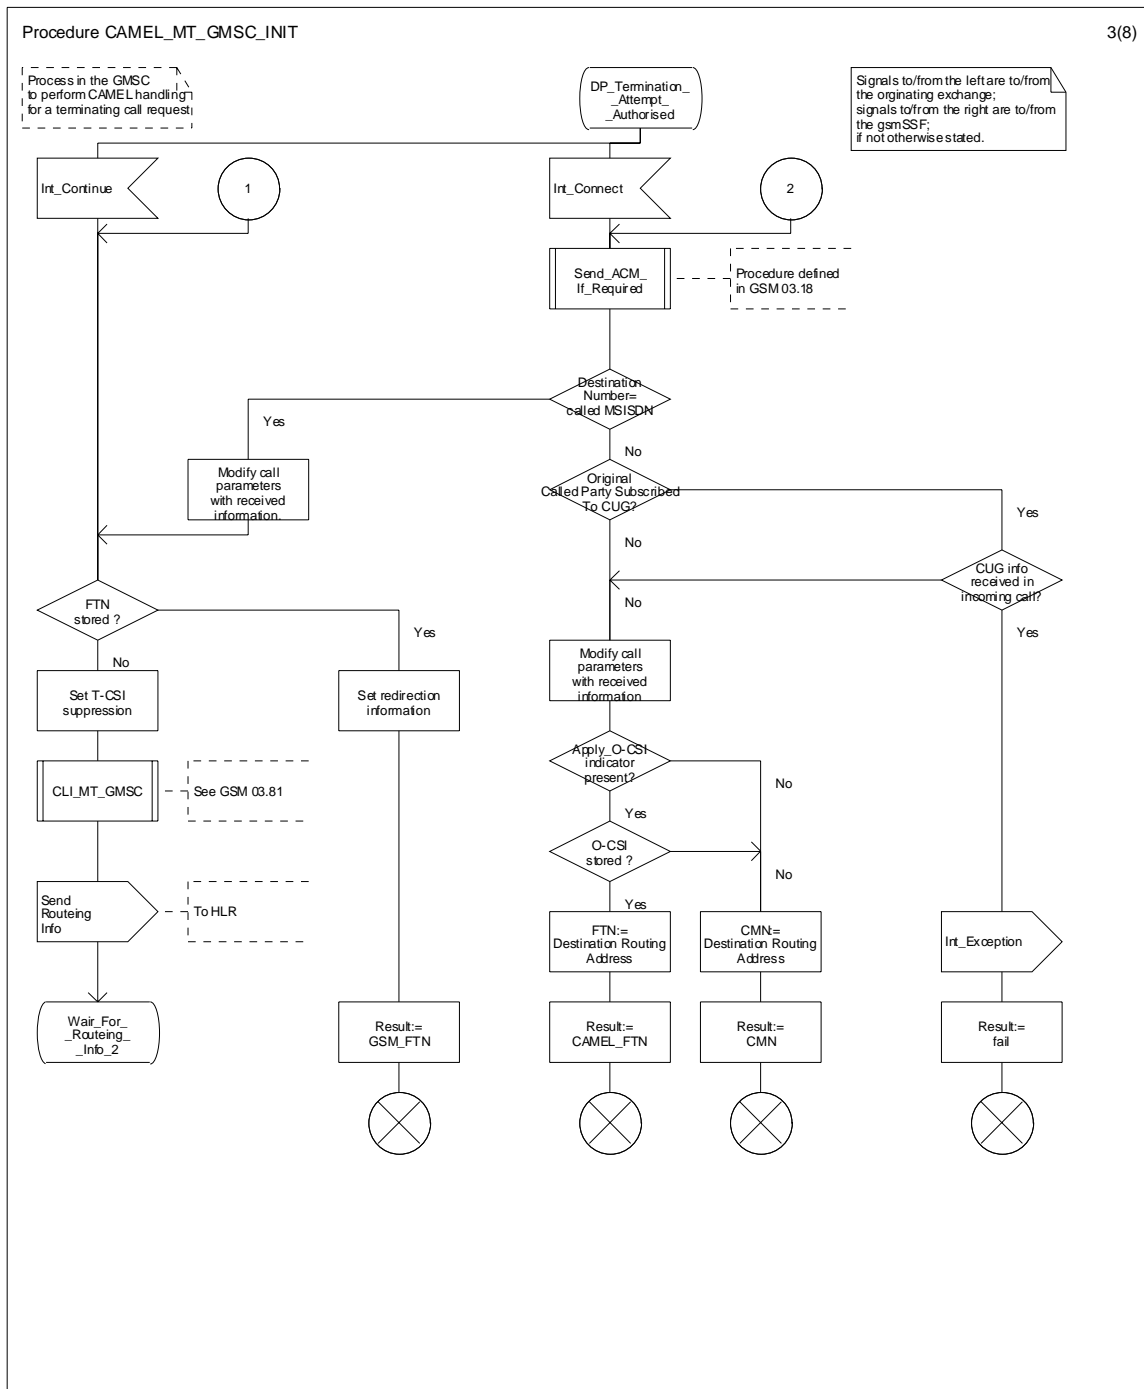 Procedure CAMEL_MT_GMSC_INIT
3(8)
Process in the GMSC
to perform CAMEL handling
for a terminating call request
DP_Termination_
_Attempt_
_Authorised
Signals to/from the left are to/from
the orginating exchange;
signals to/from the right are to/from
the gsmSSF;
if not otherwise stated.
Int_Continue
1
Int_Connect
2
Send_ACM_
If_Required
Procedure defined
in GSM 03.18
Destination
Number=
called MSISDN
Yes
No
Modify call
parameters
with received
information.
Original
Called Party Subscribed
To CUG?
Yes
No
CUG info
received in
incoming call?
No
Yes
FTN
stored ?
Yes
No
Modify call
parameters
with received
information
Set T-CSI
suppression
Set redirection
information
Apply_O-CSI
indicator
present?
No
Yes
CLI_MT_GMSC
See GSM 03.81
O-CSI
stored ?
No
Yes
Send
Routeing
Info
To HLR
FTN:=
Destination Routing
Address
CMN:=
Destination Routing
Address
Int_Exception
Wair_For_
_Routeing_
_Info_2
Result:=
GSM_FTN
Result:=
CAMEL_FTN
Result:=
CMN
Result:=
fail